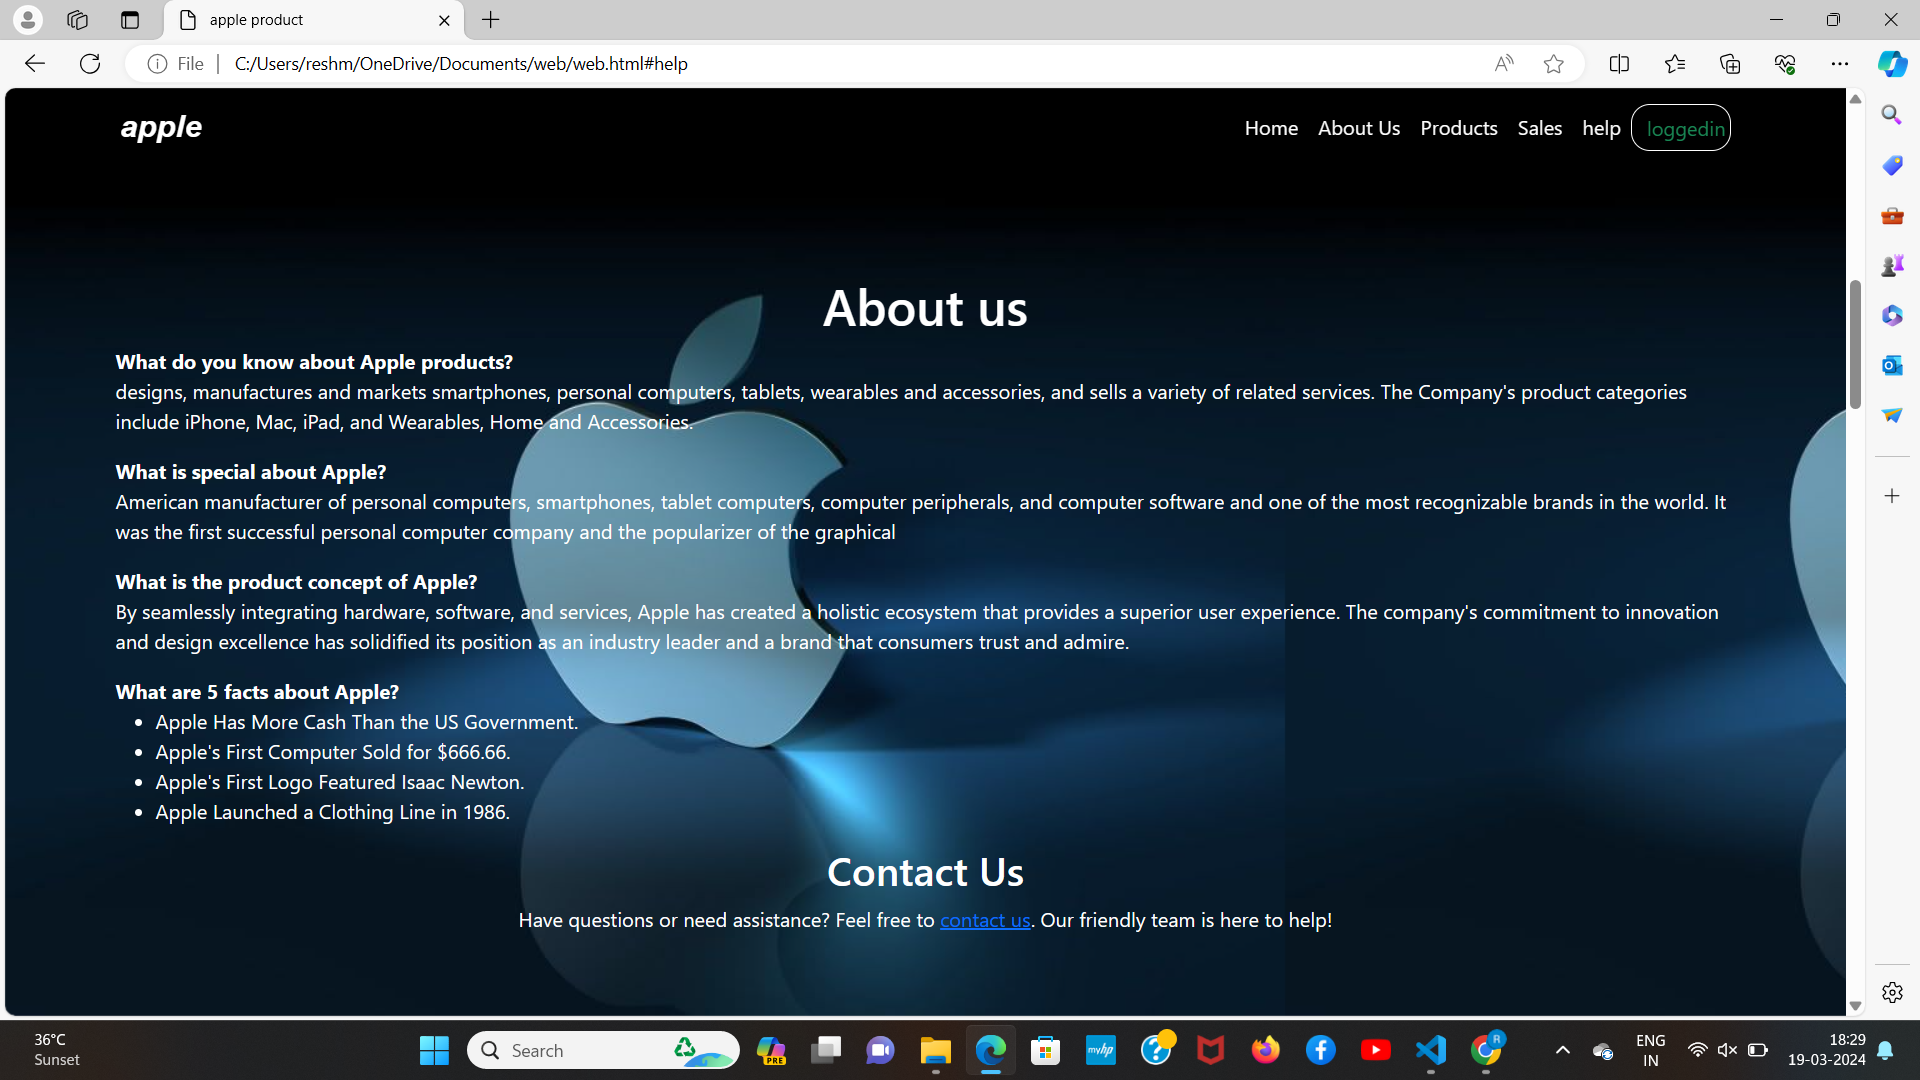 apple product
File
C:/Users/reshm/OneDrive/Documents/web/web.html#help
apple
Home About Us Products Sales help loggedin
About us
What do you know about Apple products?
designs, manufactures and markets smartphones, personal computers, tablets, wearables and accessories, and sells a variety of related services. The Company's product categories
include iPhone, Mac, iPad, and Wearables, Home and Accessories.
What is special about Apple?
American manufacturer of personal computers, smartphones, tablet computers, computer peripherals, and computer software and one of the most recognizable brands in the world. It
was the first successful personal computer company and the popularizer of the graphical
What is the product concept of Apple?
By seamlessly integrating hardware, software, and services, Apple has created a holistic ecosystem that provides a superior user experience. The company's commitment to innovation
and design excellence has solidified its position as an industry leader and a brand that consumers trust and admire.
What are 5 facts about Apple?
• Apple Has More Cash Than the US Government.
• Apple's First Computer Sold for $666.66.
• Apple's First Logo Featured Isaac Newton.
• Apple Launched a Clothing Line in 1986.
Contact Us
Have questions or need assistance? Feel free to contact us. Our friendly team is here to help!
36°C
Sunset
Search
PRE
myhp
R
ENG
IN
18:29
19-03-2024